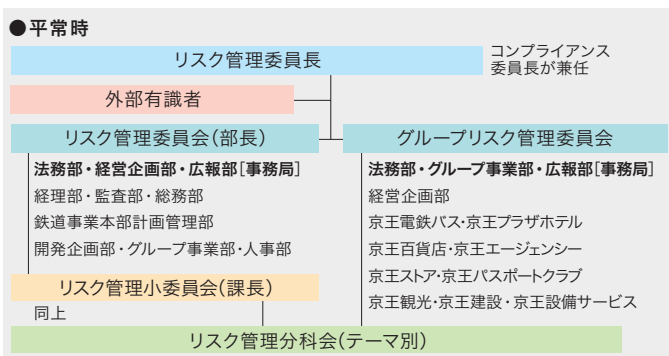 ●平常時
リスク管理委員長
コンプライアンス
委員長が兼任
外部有識者
リスク管理委員会(部長)
法務部・経営企画部・広報部[事務局]
経理部・監査部・総務部
鉄道事業本部計画管理部
開発企画部・グループ事業部・人事部
リスク管理小委員会(課長)
同上
グループリスク管理委員会
法務部・グループ事業部・広報部[事務局]
経営企画部
京王電鉄バス・京王プラザホテル
京王百貨店・京王エージェンシー
京王ストア・京王パスポートクラブ
京王観光・京王建設・京王設備サービス
リスク管理分科会(テーマ別)